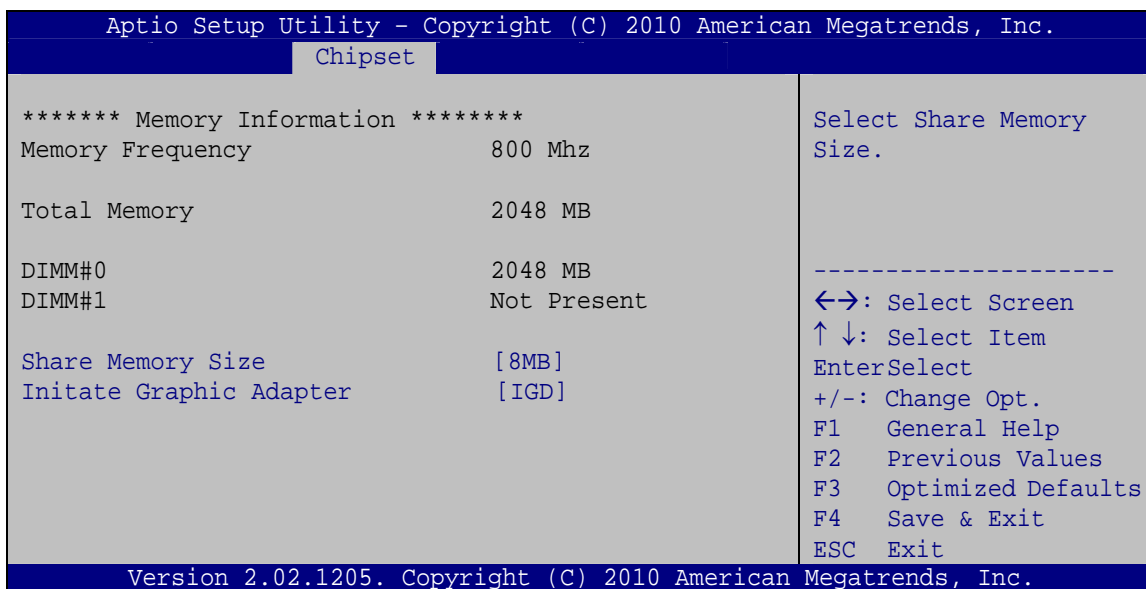 Aptio Setup Utility – Copyright (C) 2010 American Megatrends, Inc.
Chipset
******* Memory Information ********
Memory Frequency 800 Mhz
Total Memory 2048 MB
DIMM#0 2048 MB
DIMM#1 Not Present
Share Memory Size [8MB]
Initate Graphic Adapter [IGD]
Select Share Memory
Size.
---------------------
←→: Select Screen
↑ ↓: Select Item
EnterSelect
+/-: Change Opt.
F1 General Help
F2 Previous Values
F3 Optimized Defaults
F4 Save & Exit
ESC Exit
Version 2.02.1205. Copyright (C) 2010 American Megatrends, Inc.